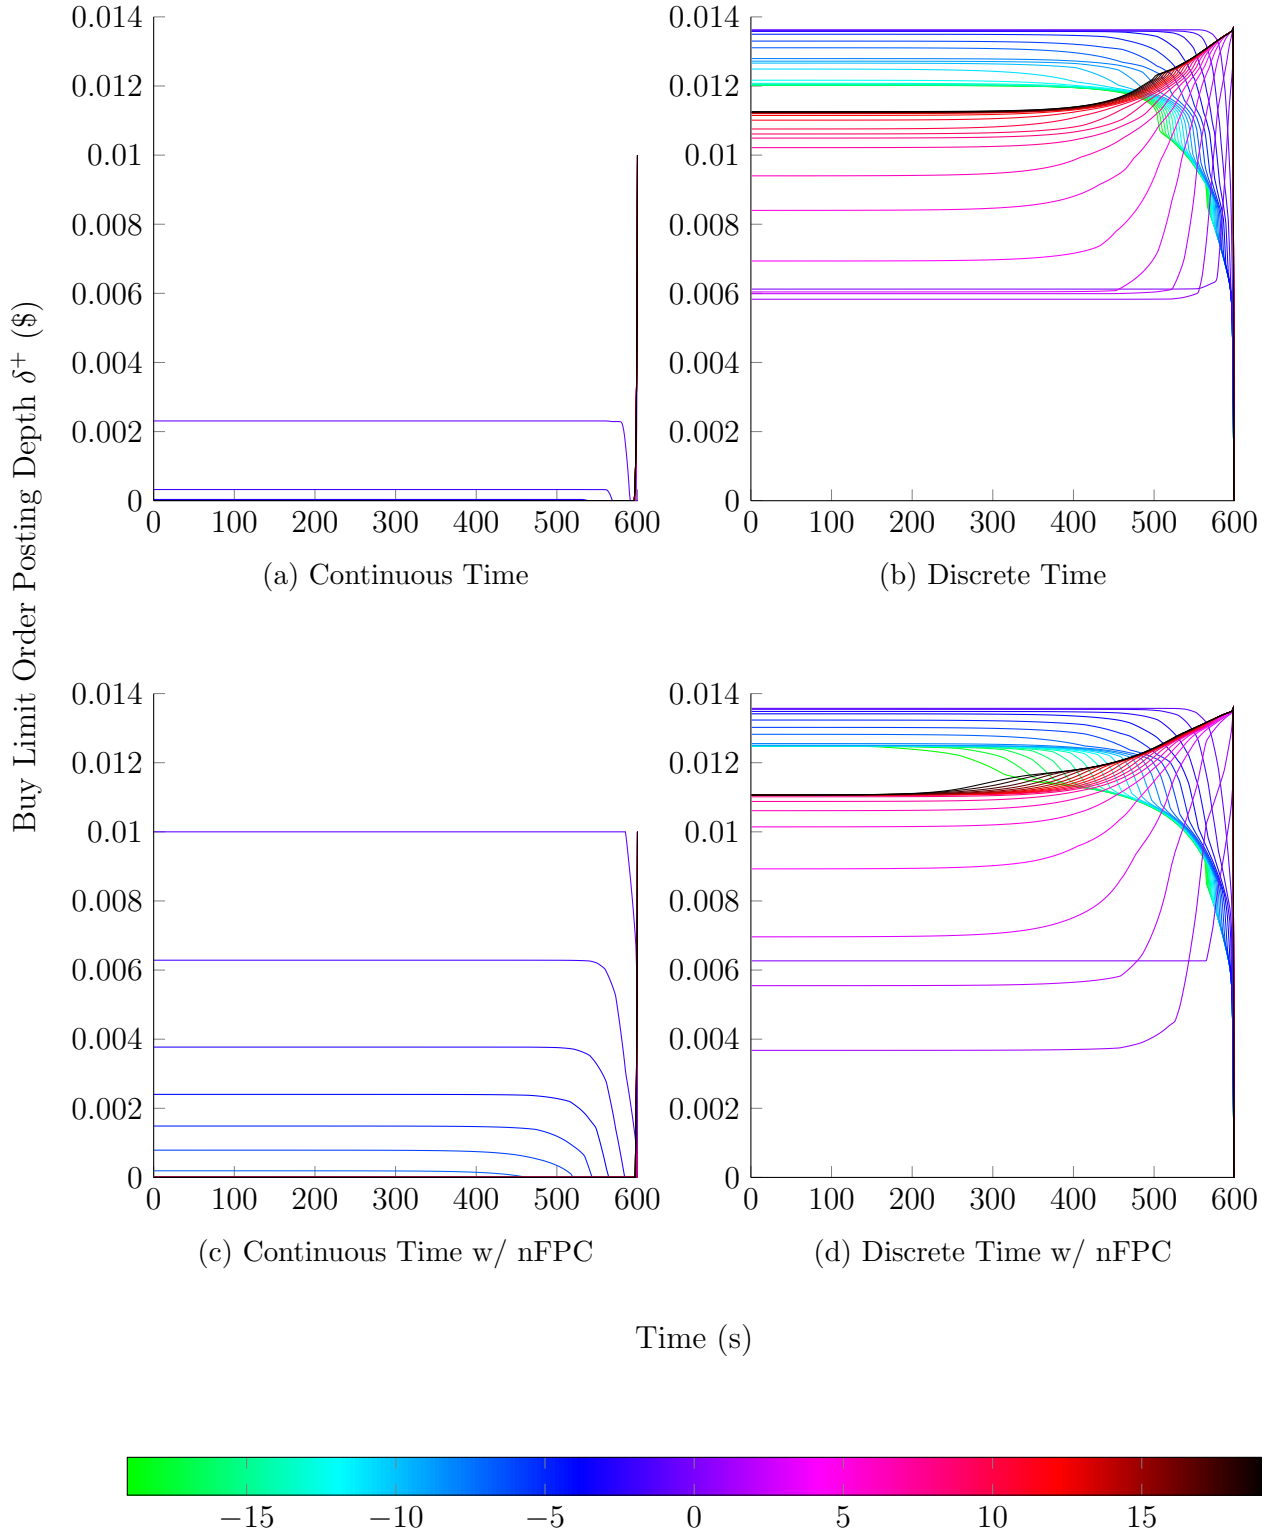 Buy Limit Order Posting Depth δ⁺ ($)
0.014
0.012
0.01
0.008
0.006
0.004
0.002
0
0 100 200 300 400 500 600
(a) Continuous Time
0.014
0.012
0.01
0.008
0.006
0.004
0.002
0
0 100 200 300 400 500 600
(b) Discrete Time
0.014
0.012
0.01
0.008
0.006
0.004
0.002
0
0 100 200 300 400 500 600
(c) Continuous Time w/ nFPC
0.014
0.012
0.01
0.008
0.006
0.004
0.002
0
0 100 200 300 400 500 600
(d) Discrete Time w/ nFPC
Time (s)
−15 −10 −5 0 5 10 15